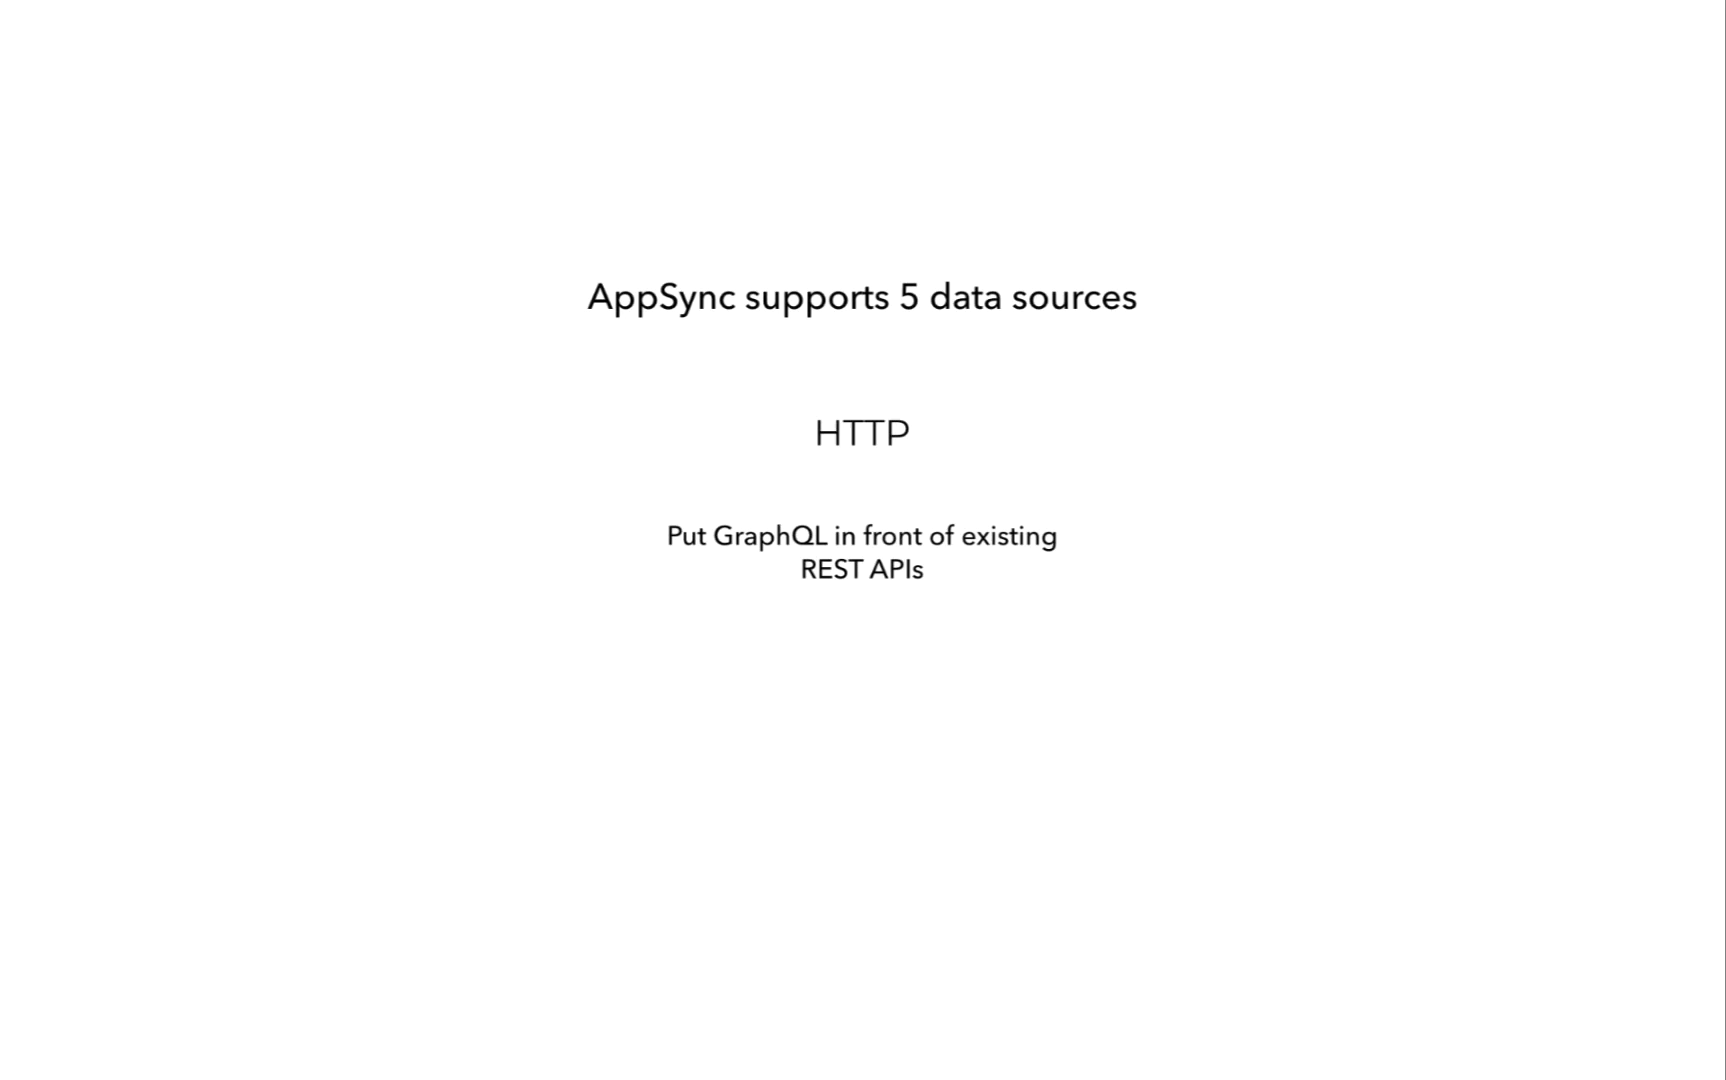 AppSync supports 5 data sources
HTTP
Put GraphQL in front of existing
REST APIs